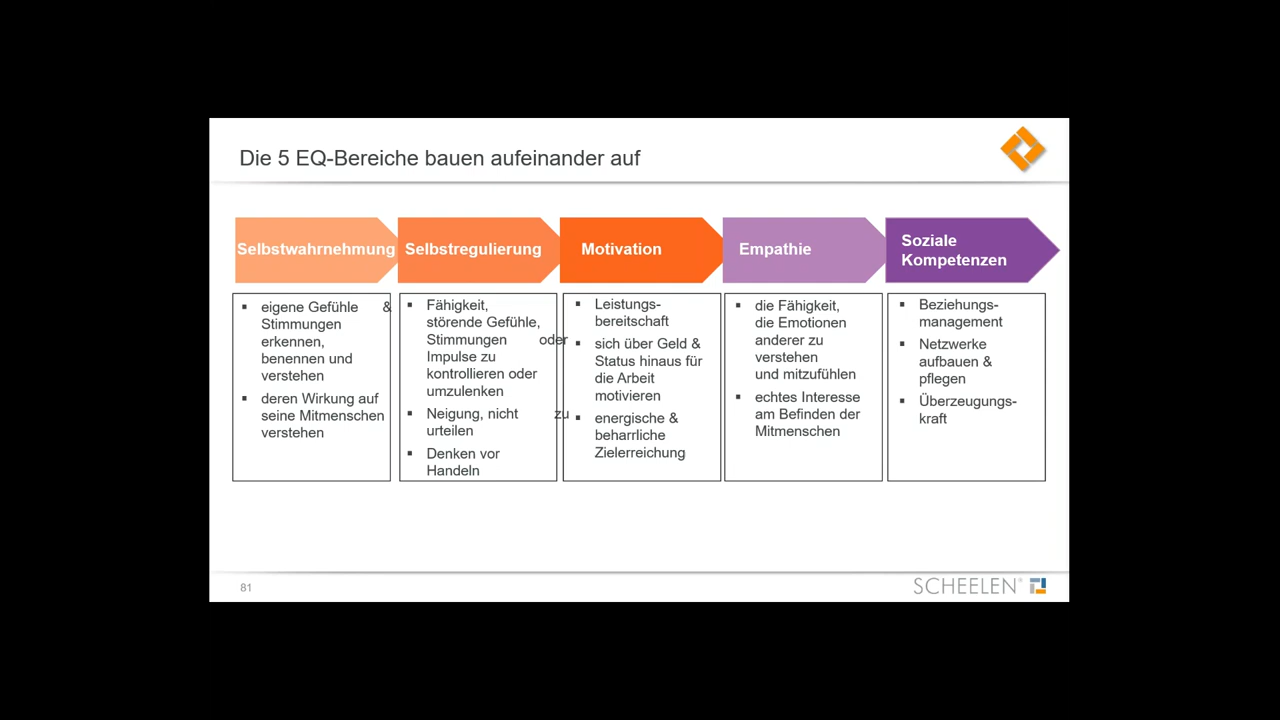 Die 5 EQ-Bereiche bauen aufeinander auf
Selbstwahrnehmung
Selbstregulierung
Motivation
Empathie
Soziale
Kompetenzen
▪ eigene Gefühle &
Stimmungen
erkennen,
benennen und
verstehen
▪ deren Wirkung auf
seine Mitmenschen
verstehen
▪ Fähigkeit,
störende Gefühle,
Stimmungen oder
Impulse zu
kontrollieren oder
umzulenken
▪ Neigung, nicht zu
urteilen
▪ Denken vor
Handeln
▪ Leistungs-
bereitschaft
▪ sich über Geld &
Status hinaus für
die Arbeit
motivieren
▪ energische &
beharrliche
Zielerreichung
▪ die Fähigkeit,
die Emotionen
anderer zu
verstehen
und mitzufühlen
▪ echtes Interesse
am Befinden der
Mitmenschen
▪ Beziehungs-
management
▪ Netzwerke
aufbauen &
pflegen
▪ Überzeugungs-
kraft
81
SCHEELEN®